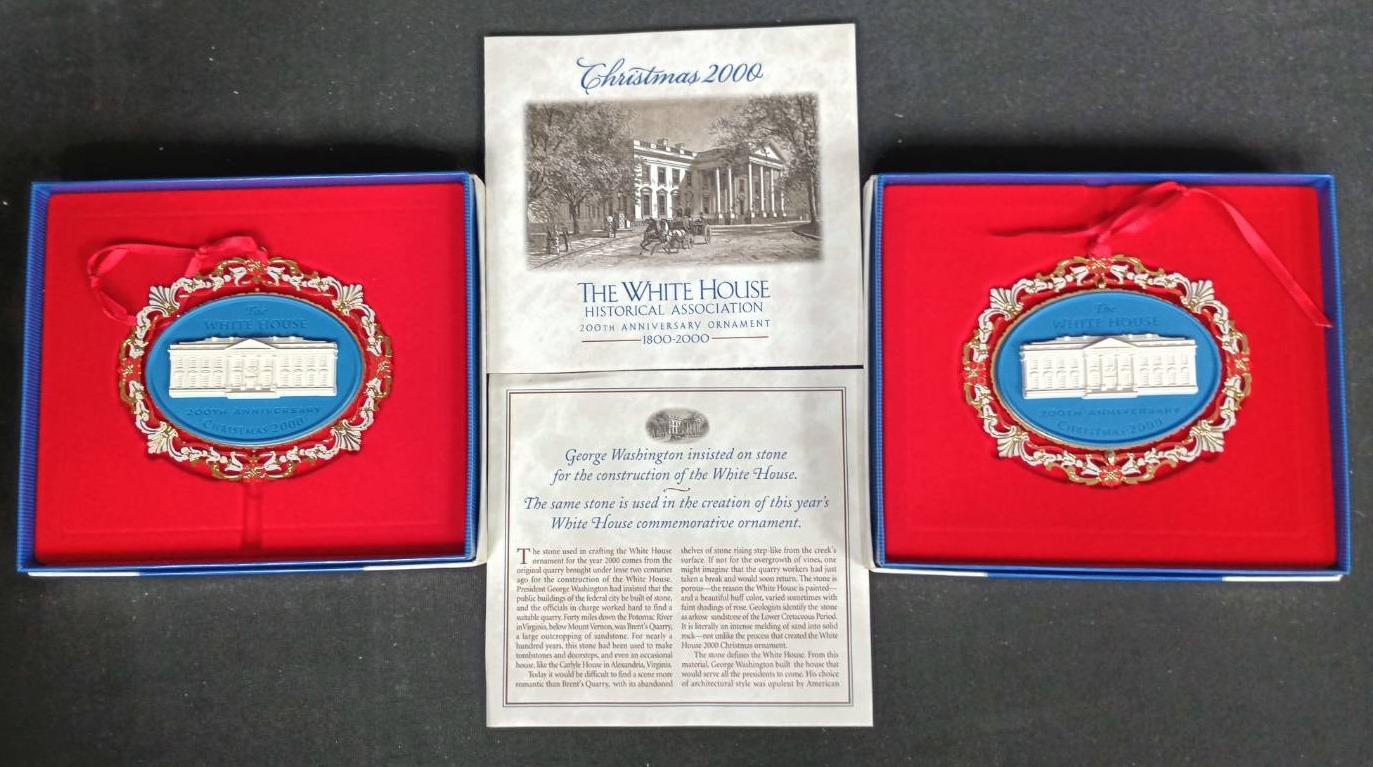 The
WHITE HOUSE
200TH ANNIVERSARY
CHRISTMAS 2000
Christmas 2000
THE WHITE HOUSE
HISTORICAL ASSOCIATION
200TH ANNIVERSARY ORNAMENT
1800-2000
George Washington insisted on stone
for the construction of the White House.
The same stone is used in the creation of this year's
White House commemorative ornament.
The stone used in crafting the White House
ornament for the year 2000 comes from the
original quarry brought under lease two centuries
ago for the construction of the White House.
President George Washington had insisted that the
public buildings of the federal city be built of stone,
and the officials in charge worked hard to find a
suitable quarry. Forty miles down the Potomac River
in Virginia, below Mount Vernon, was Brent's Quarry,
a large outcropping of sandstone. For nearly a
hundred years, this stone had been used to make
tombstones and doorsteps, and even an occasional
house, like the Carlyle House in Alexandria, Virginia.
Today it would be difficult to find a scene more
romantic than Brent's Quarry, with its abandoned
shelves of stone rising step-like from the creek's
surface. If not for the overgrowth of vines, one
might imagine that the quarry workers had just
taken a break and would soon return. The stone is
porous—the reason the White House is painted—
and a beautiful buff color, varied sometimes with
faint shadings of rose. Geologists identify the stone
as arkose sandstone of the Lower Cretaceous Period.
It is literally an intense melding of sand into solid
rock—not unlike the process that created the White
House 2000 Christmas ornament.
The stone defines the White House. From this
material, George Washington built the house that
would serve all the presidents to come. His choice
of architectural style was opulent by American
The
WHITE HOUSE
200TH ANNIVERSARY
CHRISTMAS 2000